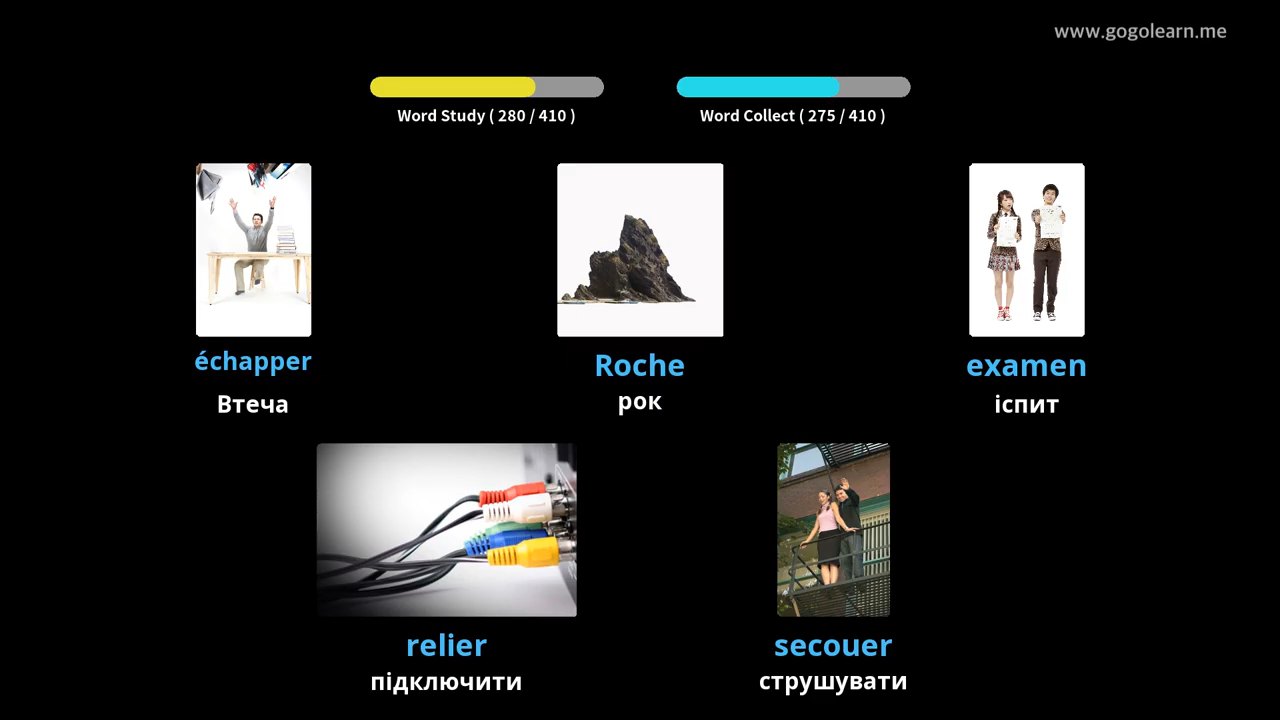 www.gogolearn.me
Word Study ( 280 / 410 )
Word Collect ( 275 / 410 )
échapper
Втеча
Roche
рок
examen
іспит
relier
підключити
secouer
струшувати